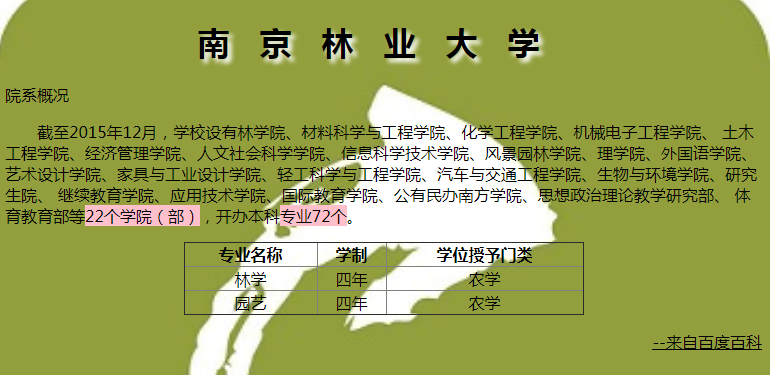 南京林业大学
院系概况
截至2015年12月，学校设有林学院、材料科学与工程学院、化学工程学院、机械电子工程学院、 土木
工程学院、经济管理学院、人文社会科学学院、信息科学技术学院、风景园林学院、理学院、外国语学院、
艺术设计学院、家具与工业设计学院、轻工科学与工程学院、汽车与交通工程学院、生物与环境学院、研究
生院、 继续教育学院、应用技术学院、国际教育学院、公有民办南方学院、思想政治理论教学研究部、 体
育教育部等22个学院（部），开办本科专业72个。
专业名称 学制 学位授予门类
林学 四年 农学
园艺 四年 农学
--来自百度百科